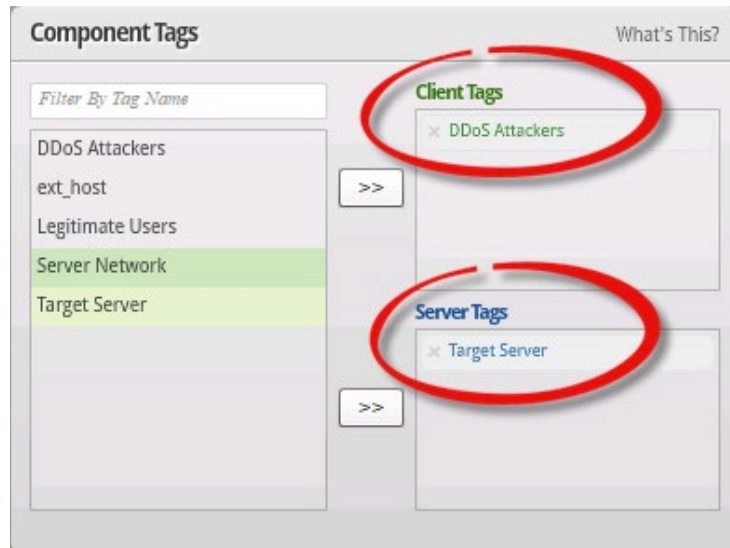 Component Tags
What's This?
Filter By Tag Name
DDoS Attackers
ext_host
Legitimate Users
Server Network
Target Server
>>
>>
Client Tags
× DDoS Attackers
Server Tags
× Target Server